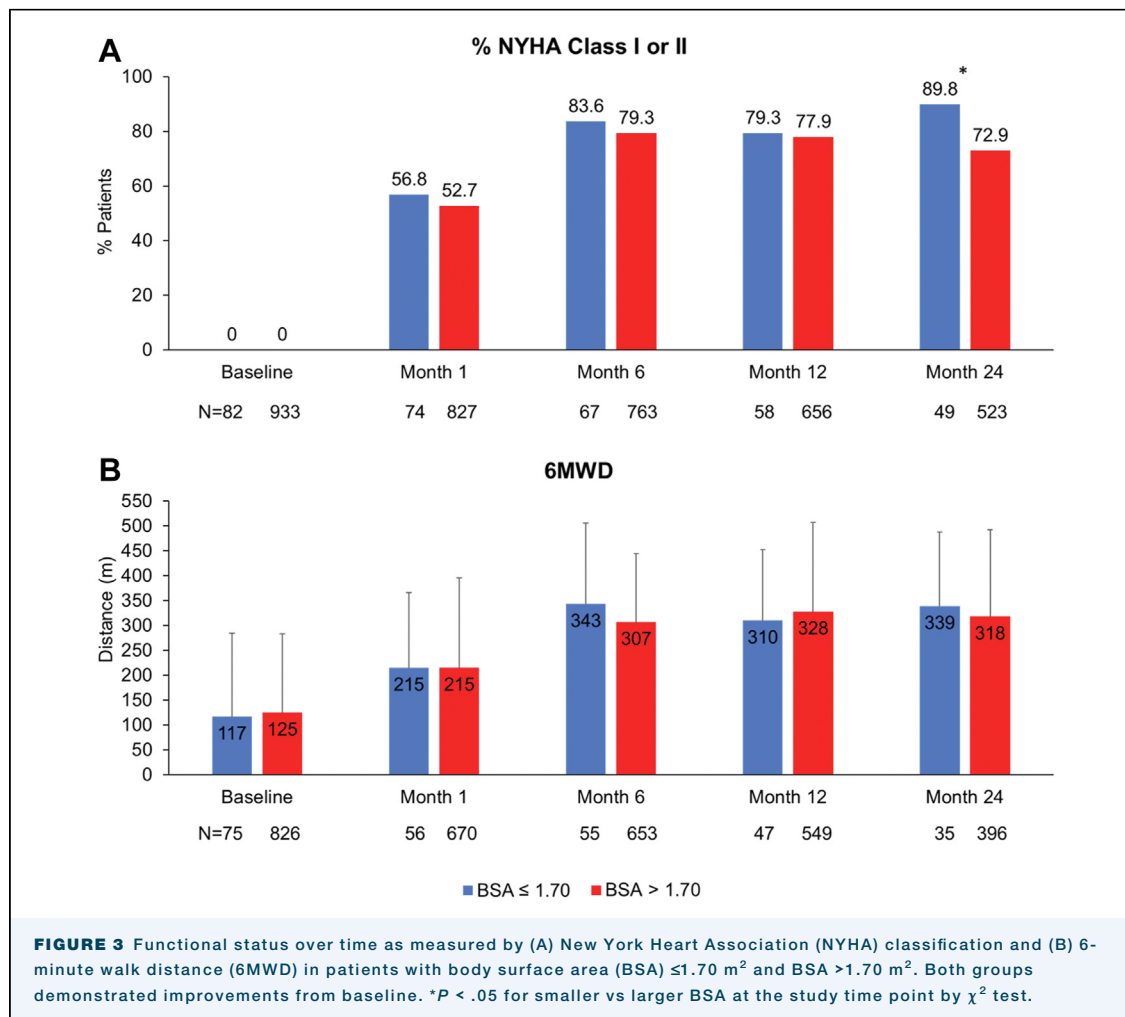 A
% NYHA Class I or II
% Patients
100
80
60
40
20
0
0 0
56.8 52.7
83.6 79.3
79.3 77.9
89.8 * 72.9
Baseline Month 1 Month 6 Month 12 Month 24
N=82 933 74 827 67 763 58 656 49 523
B
6MWD
Distance (m)
550
500
450
400
350
300
250
200
150
100
50
0
117 125
215 215
343 307
310 328
339 318
Baseline Month 1 Month 6 Month 12 Month 24
N=75 826 56 670 55 653 47 549 35 396
BSA ≤ 1.70 BSA > 1.70
FIGURE 3 Functional status over time as measured by (A) New York Heart Association (NYHA) classification and (B) 6-
minute walk distance (6MWD) in patients with body surface area (BSA) ≤1.70 m² and BSA >1.70 m². Both groups
demonstrated improvements from baseline. *P < .05 for smaller vs larger BSA at the study time point by χ² test.